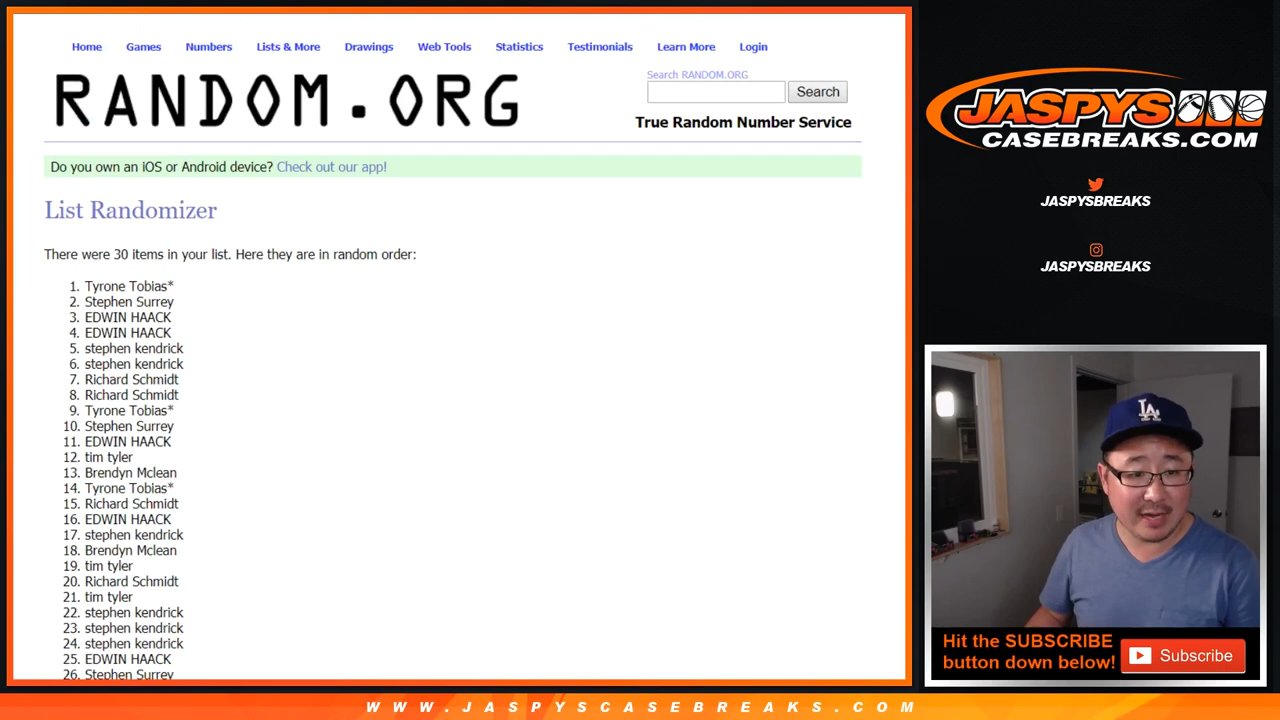 Home Games Numbers Lists & More Drawings Web Tools Statistics Testimonials Learn More Login
RANDOM.ORG
Search RANDOM.ORG
Search
True Random Number Service
Do you own an iOS or Android device? Check out our app!
List Randomizer
There were 30 items in your list. Here they are in random order:
1. Tyrone Tobias*
2. Stephen Surrey
3. EDWIN HAACK
4. EDWIN HAACK
5. stephen kendrick
6. stephen kendrick
7. Richard Schmidt
8. Richard Schmidt
9. Tyrone Tobias*
10. Stephen Surrey
11. EDWIN HAACK
12. tim tyler
13. Brendyn Mclean
14. Tyrone Tobias*
15. Richard Schmidt
16. EDWIN HAACK
17. stephen kendrick
18. Brendyn Mclean
19. tim tyler
20. Richard Schmidt
21. tim tyler
22. stephen kendrick
23. stephen kendrick
24. stephen kendrick
25. EDWIN HAACK
26. Stephen Surrey
JASPYS
CASEBREAKS.COM
JASPYSBREAKS
JASPYSBREAKS
LA
Hit the SUBSCRIBE
button down below!
Subscribe
WWW.JASPYSCASEBREAKS.COM